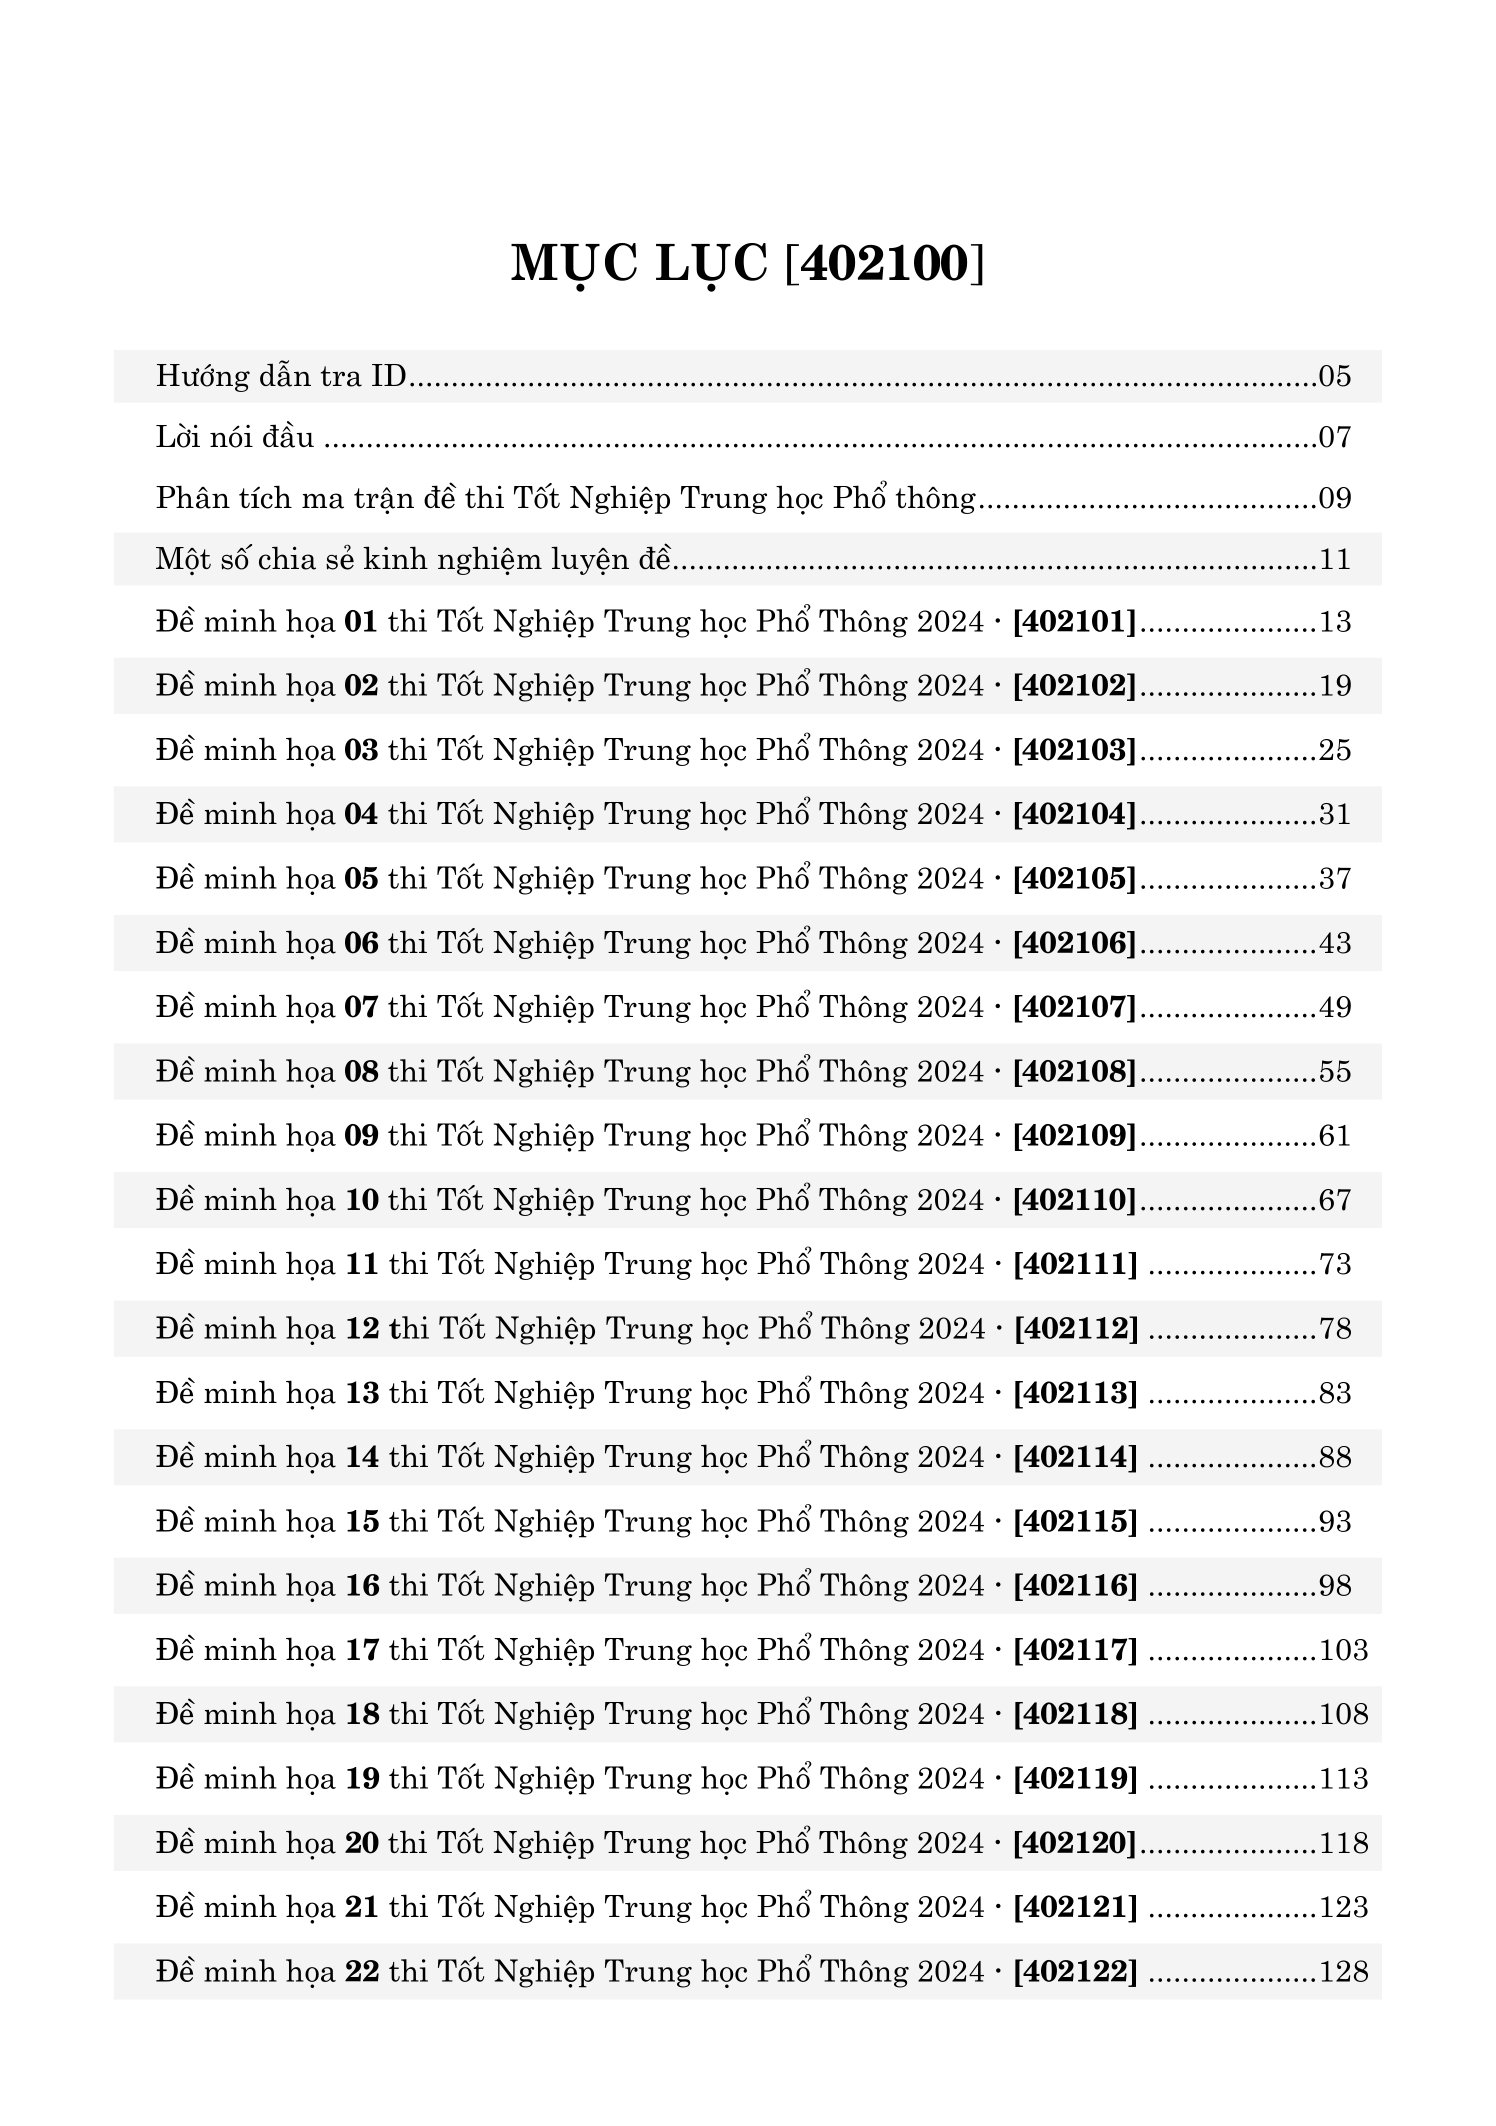 MỤC LỤC [402100]
Hướng dẫn tra ID............................................................................................................05
Lời nói đầu ......................................................................................................................07
Phân tích ma trận đề thi Tốt Nghiệp Trung học Phổ thông........................................09
Một số chia sẻ kinh nghiệm luyện đề.............................................................................11
Đề minh họa 01 thi Tốt Nghiệp Trung học Phổ Thông 2024 · [402101].....................13
Đề minh họa 02 thi Tốt Nghiệp Trung học Phổ Thông 2024 · [402102].....................19
Đề minh họa 03 thi Tốt Nghiệp Trung học Phổ Thông 2024 · [402103].....................25
Đề minh họa 04 thi Tốt Nghiệp Trung học Phổ Thông 2024 · [402104].....................31
Đề minh họa 05 thi Tốt Nghiệp Trung học Phổ Thông 2024 · [402105].....................37
Đề minh họa 06 thi Tốt Nghiệp Trung học Phổ Thông 2024 · [402106].....................43
Đề minh họa 07 thi Tốt Nghiệp Trung học Phổ Thông 2024 · [402107].....................49
Đề minh họa 08 thi Tốt Nghiệp Trung học Phổ Thông 2024 · [402108].....................55
Đề minh họa 09 thi Tốt Nghiệp Trung học Phổ Thông 2024 · [402109].....................61
Đề minh họa 10 thi Tốt Nghiệp Trung học Phổ Thông 2024 · [402110].....................67
Đề minh họa 11 thi Tốt Nghiệp Trung học Phổ Thông 2024 · [402111] ....................73
Đề minh họa 12 thi Tốt Nghiệp Trung học Phổ Thông 2024 · [402112] ....................78
Đề minh họa 13 thi Tốt Nghiệp Trung học Phổ Thông 2024 · [402113] ....................83
Đề minh họa 14 thi Tốt Nghiệp Trung học Phổ Thông 2024 · [402114] ....................88
Đề minh họa 15 thi Tốt Nghiệp Trung học Phổ Thông 2024 · [402115] ....................93
Đề minh họa 16 thi Tốt Nghiệp Trung học Phổ Thông 2024 · [402116] ....................98
Đề minh họa 17 thi Tốt Nghiệp Trung học Phổ Thông 2024 · [402117] ....................103
Đề minh họa 18 thi Tốt Nghiệp Trung học Phổ Thông 2024 · [402118] ....................108
Đề minh họa 19 thi Tốt Nghiệp Trung học Phổ Thông 2024 · [402119] ....................113
Đề minh họa 20 thi Tốt Nghiệp Trung học Phổ Thông 2024 · [402120].....................118
Đề minh họa 21 thi Tốt Nghiệp Trung học Phổ Thông 2024 · [402121] ....................123
Đề minh họa 22 thi Tốt Nghiệp Trung học Phổ Thông 2024 · [402122] ....................128